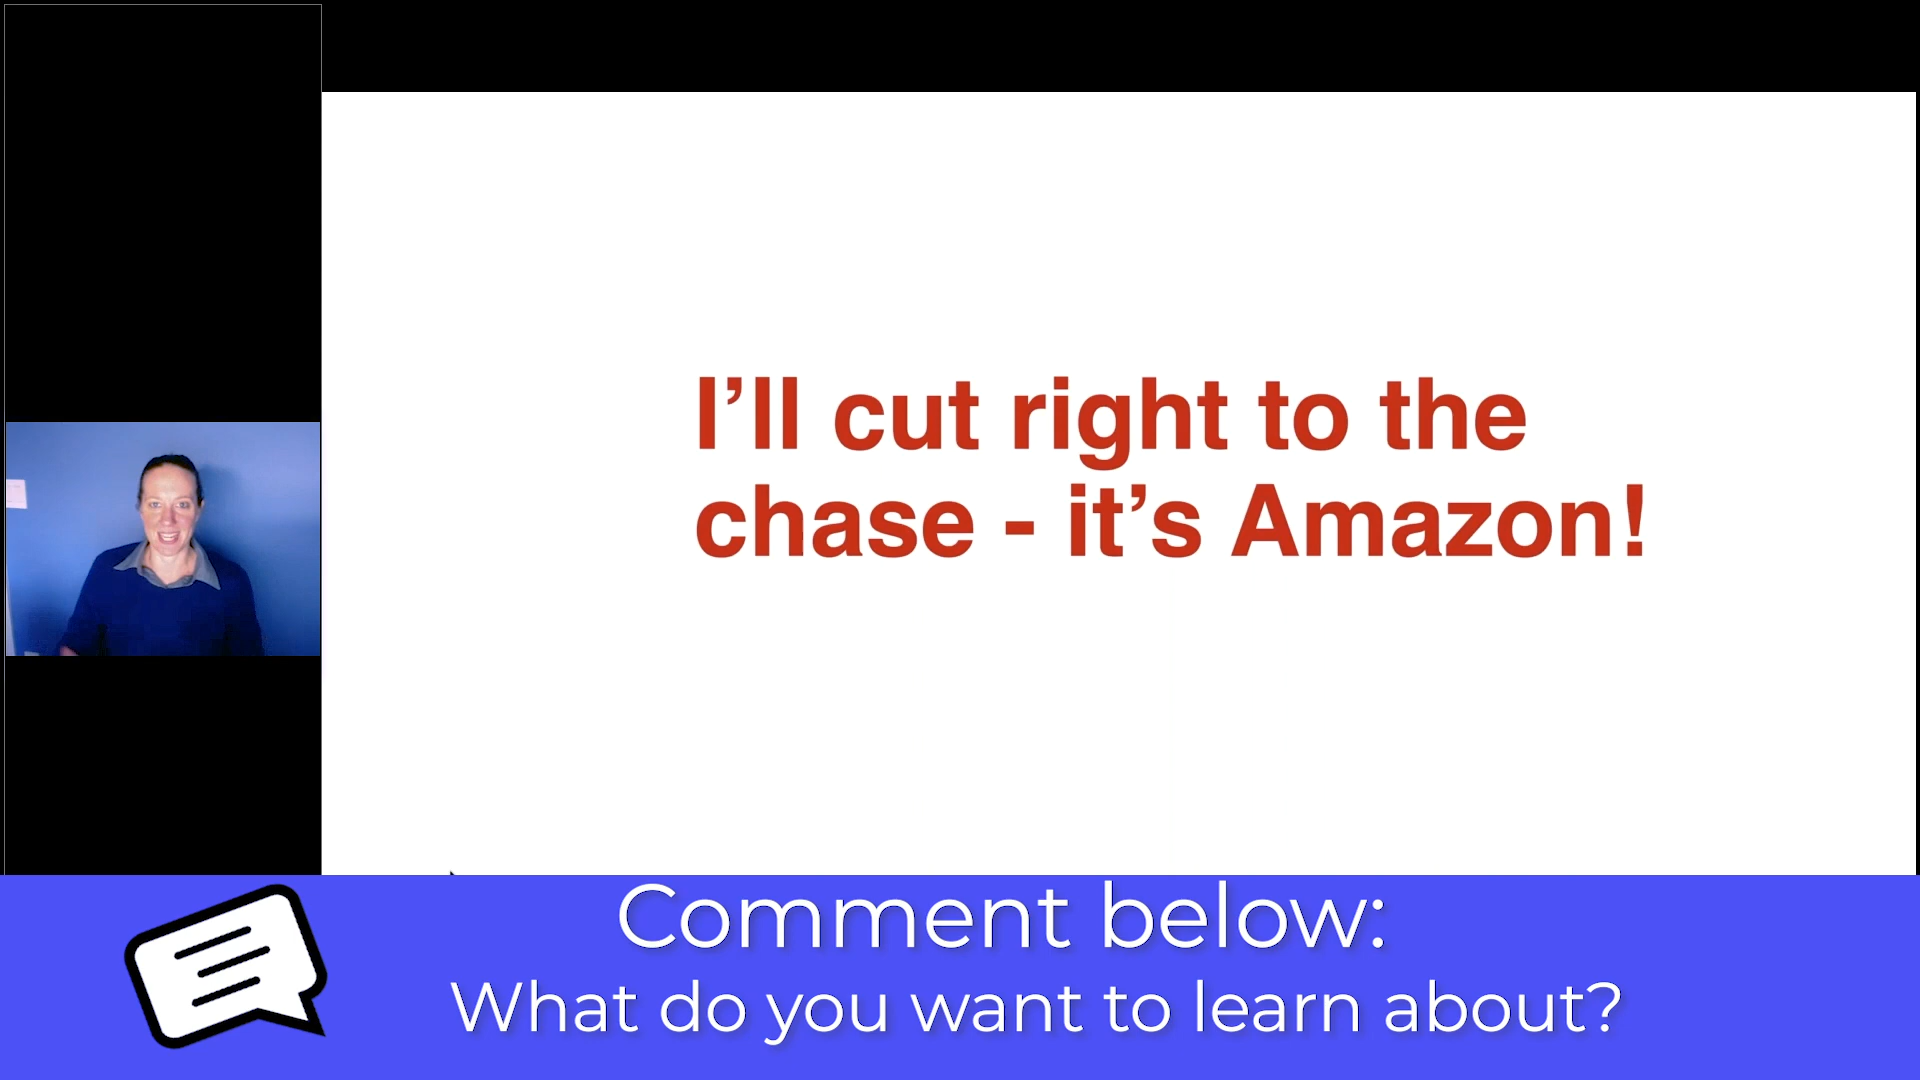 I’ll cut right to the
chase - it’s Amazon!
Comment below:
What do you want to learn about?